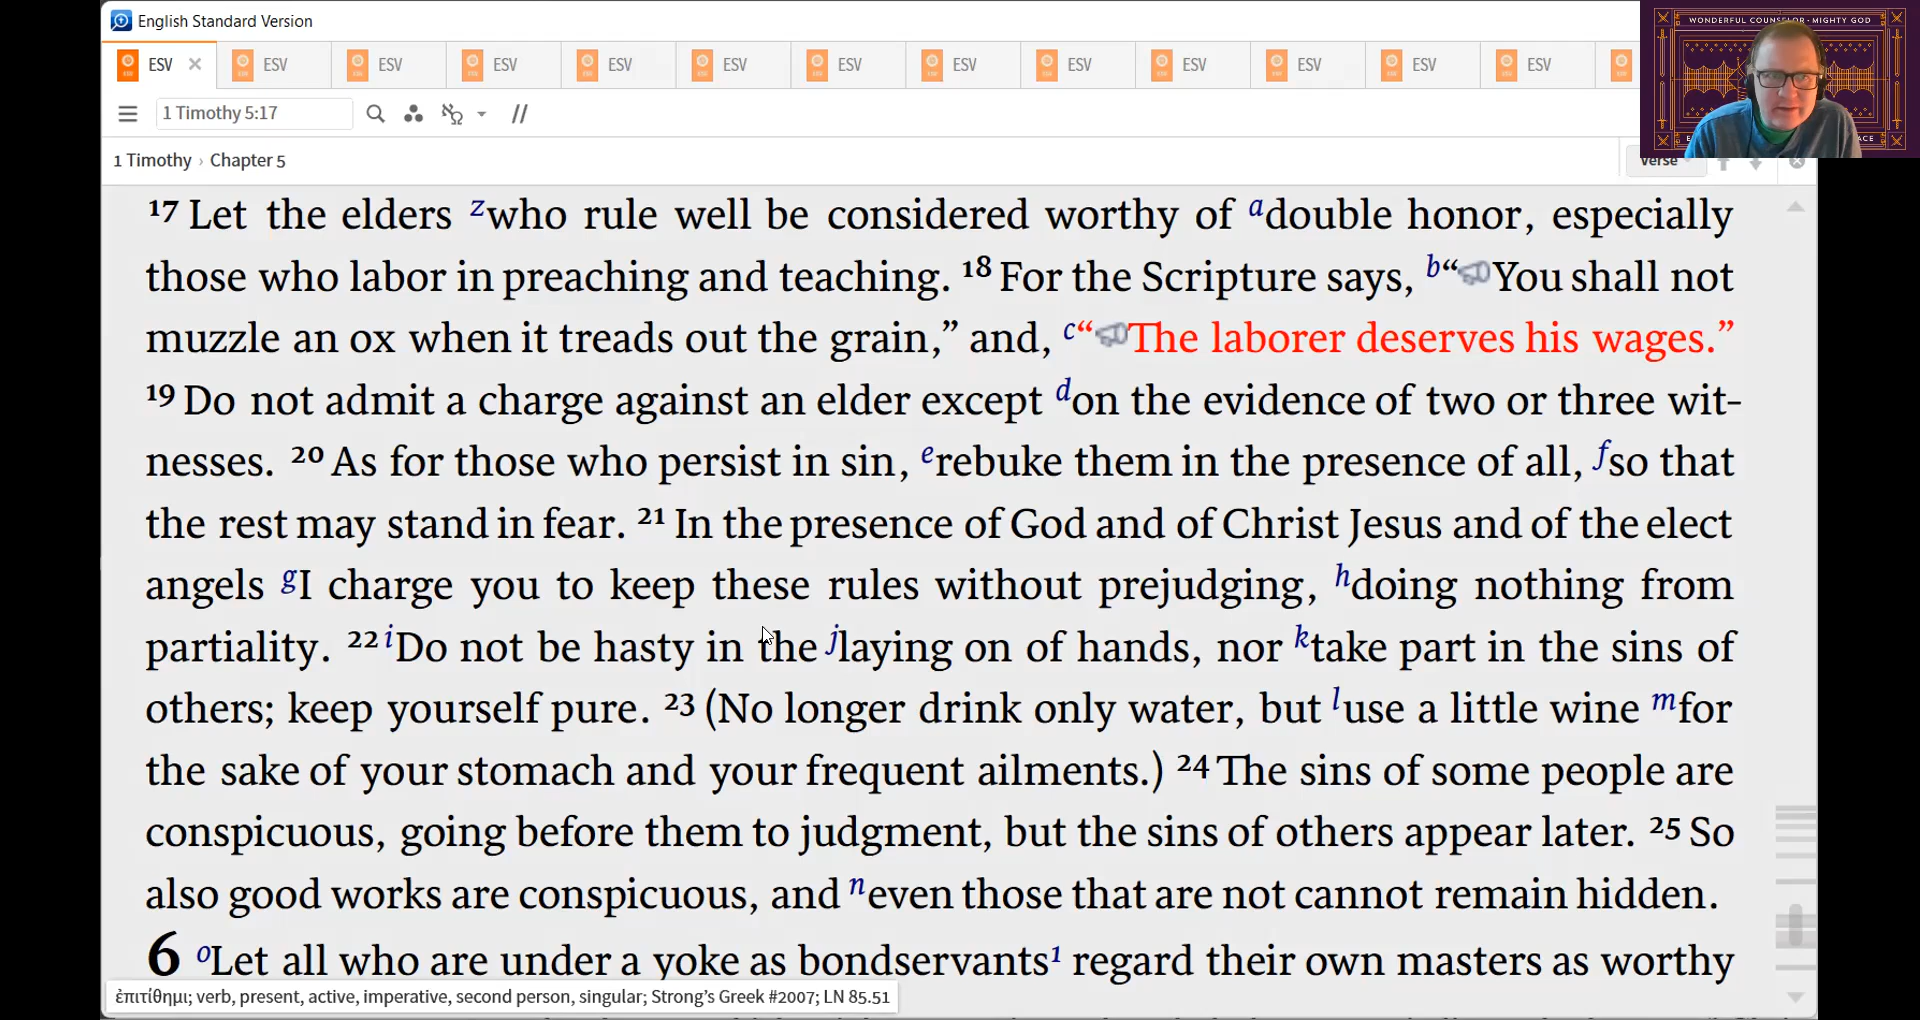 English Standard Version
ESV ESV ESV ESV ESV ESV ESV ESV ESV ESV ESV ESV ESV
1 Timothy 5:17
1 Timothy › Chapter 5
Verse
WONDERFUL COUNSELOR · MIGHTY GOD
17 Let the elders z who rule well be considered worthy of a double honor, especially
those who labor in preaching and teaching. 18 For the Scripture says, b “You shall not
muzzle an ox when it treads out the grain,” and, c “The laborer deserves his wages.”
19 Do not admit a charge against an elder except d on the evidence of two or three wit-
nesses. 20 As for those who persist in sin, e rebuke them in the presence of all, f so that
the rest may stand in fear. 21 In the presence of God and of Christ Jesus and of the elect
angels g I charge you to keep these rules without prejudging, h doing nothing from
partiality. 22 i Do not be hasty in the j laying on of hands, nor k take part in the sins of
others; keep yourself pure. 23 (No longer drink only water, but l use a little wine m for
the sake of your stomach and your frequent ailments.) 24 The sins of some people are
conspicuous, going before them to judgment, but the sins of others appear later. 25 So
also good works are conspicuous, and n even those that are not cannot remain hidden.
6 o Let all who are under a yoke as bondservants 1 regard their own masters as worthy
ἐπιτίθημι; verb, present, active, imperative, second person, singular; Strong’s Greek #2007; LN 85.51